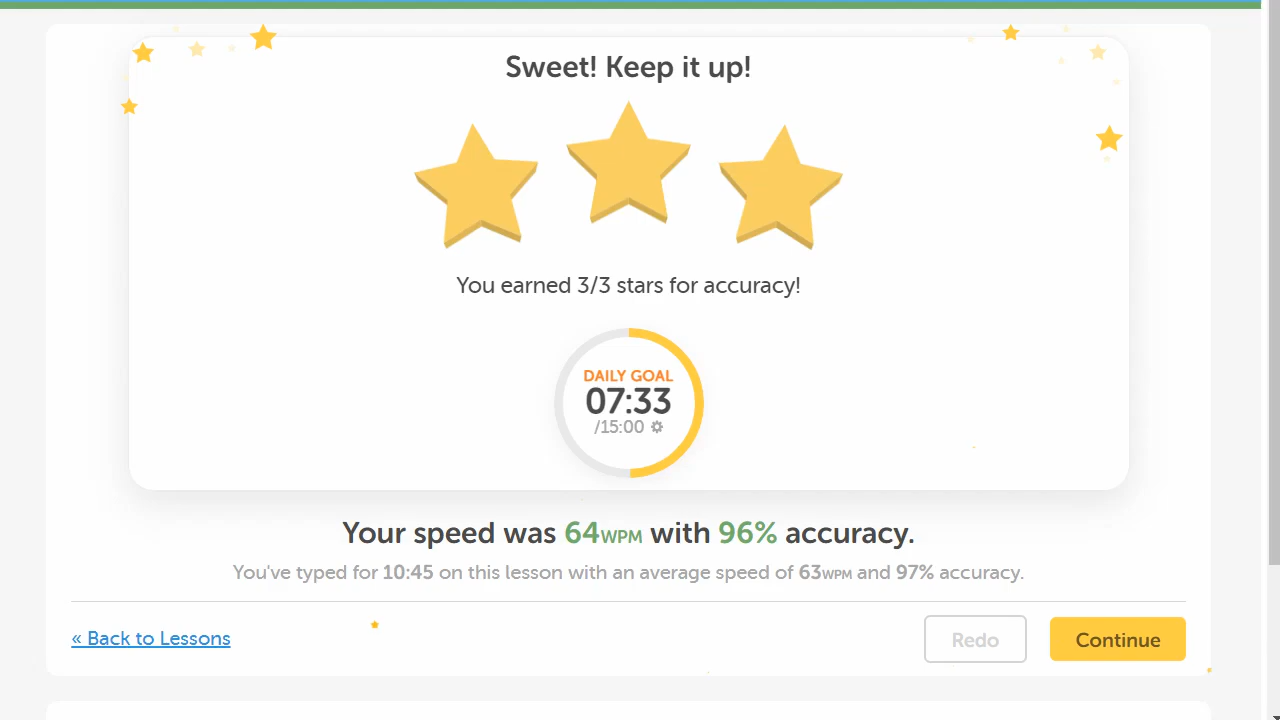 Sweet! Keep it up!
You earned 3/3 stars for accuracy!
DAILY GOAL
07:33
/15:00
Your speed was 64WPM with 96% accuracy.
You've typed for 10:45 on this lesson with an average speed of 63WPM and 97% accuracy.
« Back to Lessons
Redo
Continue